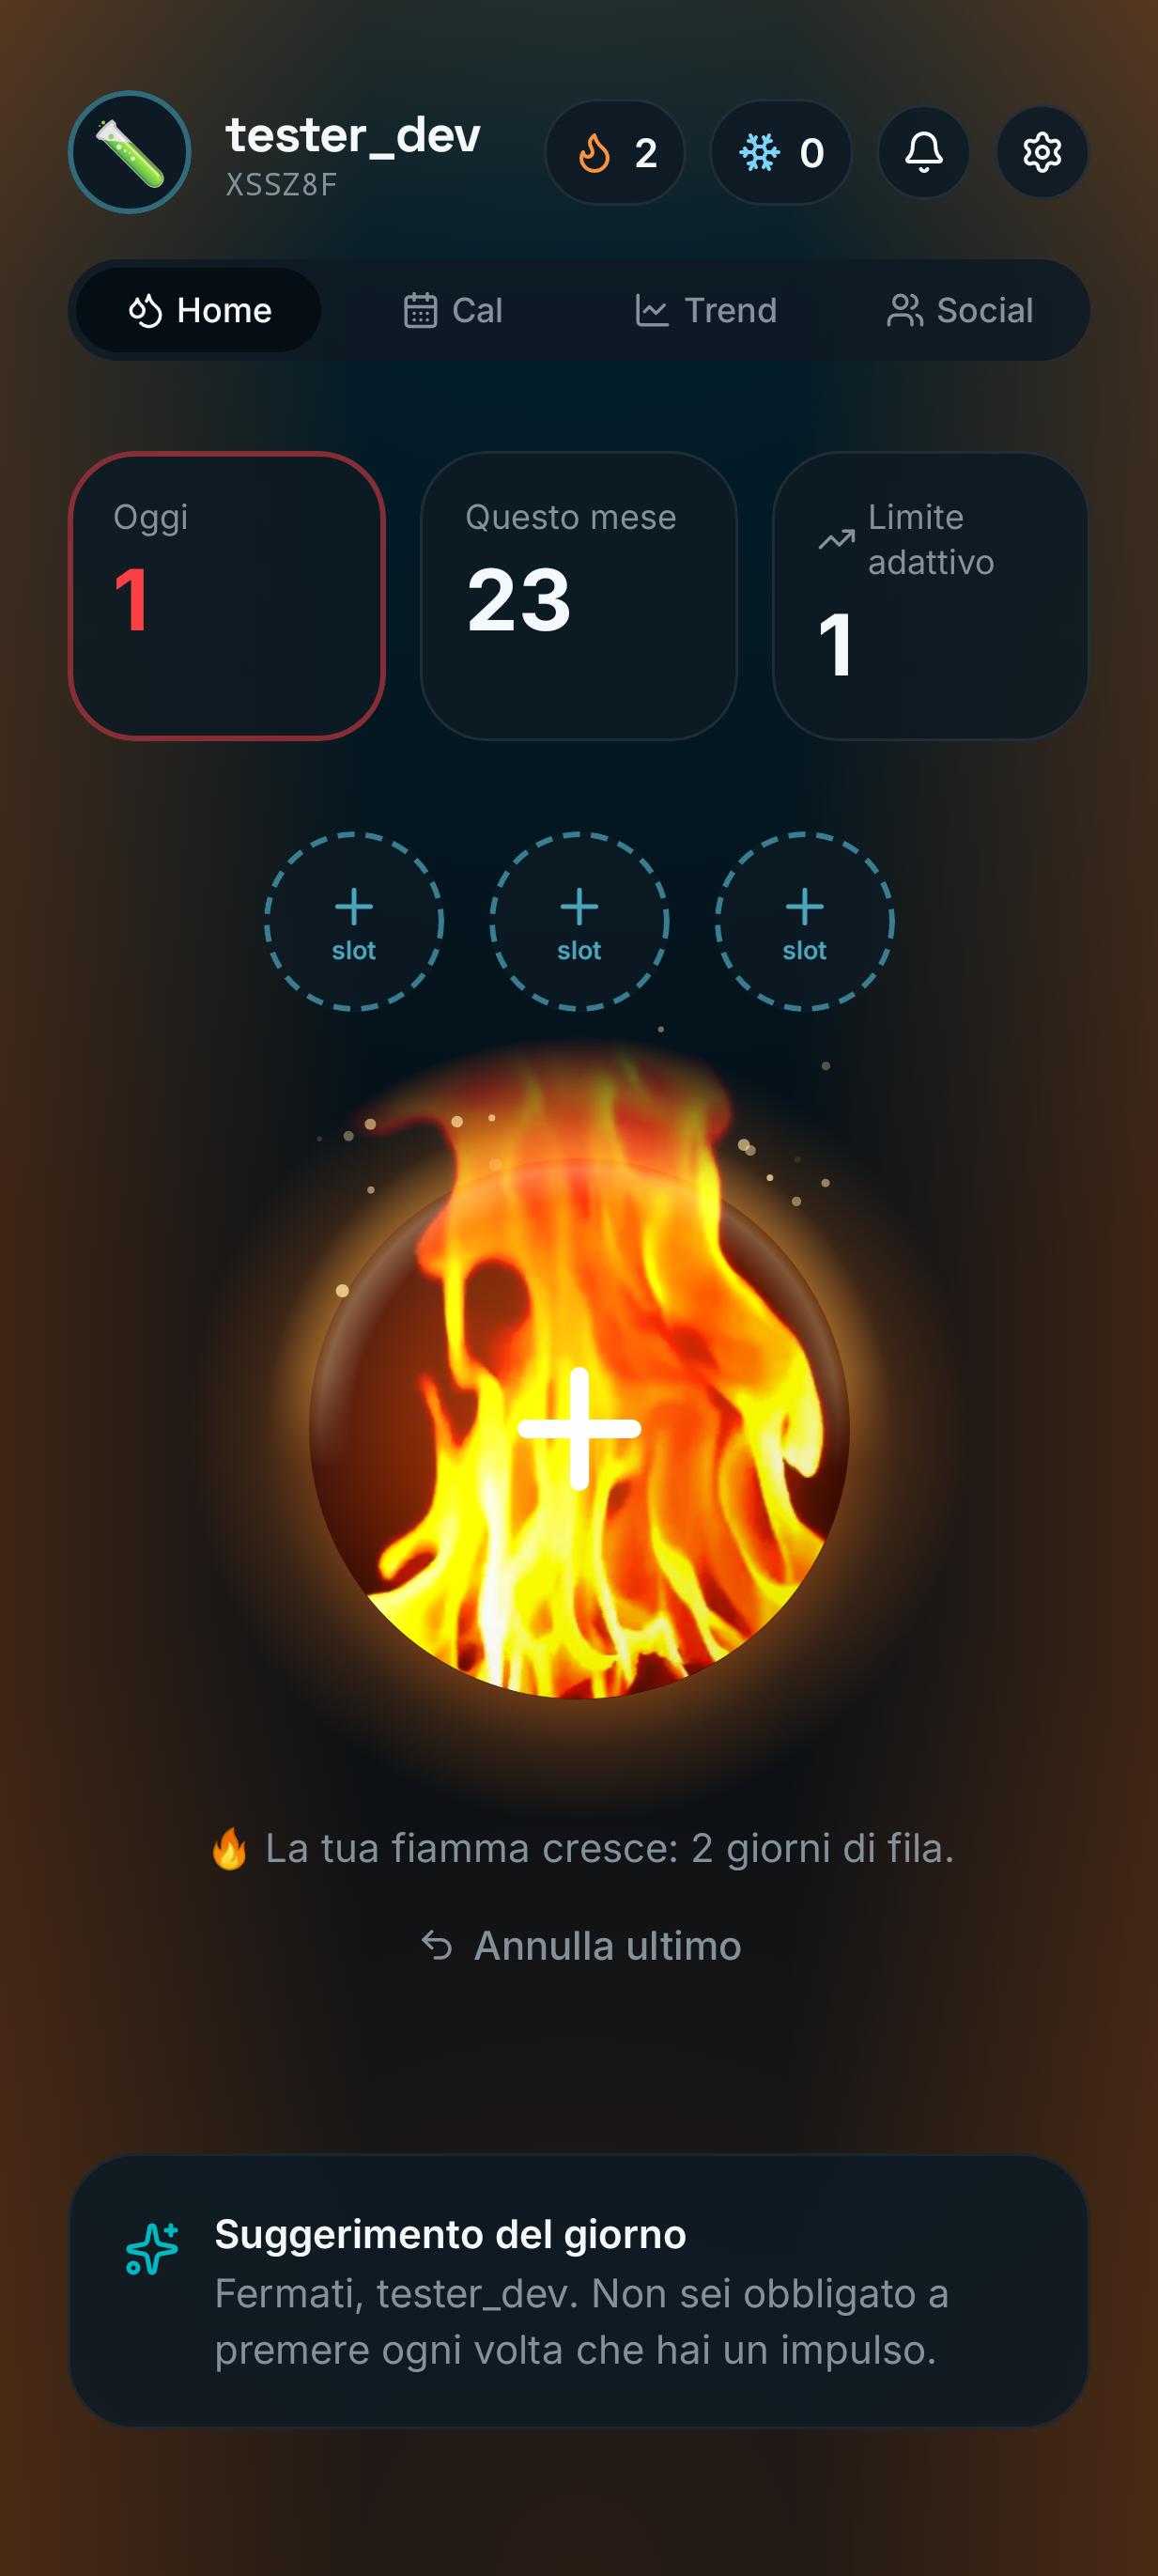 tester_dev
XSSZ8F
2
0
Home
Cal
Trend
Social
Oggi
1
Questo mese
23
Limite
adattivo
1
slot
slot
slot
La tua fiamma cresce: 2 giorni di fila.
Annulla ultimo
Suggerimento del giorno
Fermati, tester_dev. Non sei obbligato a
premere ogni volta che hai un impulso.